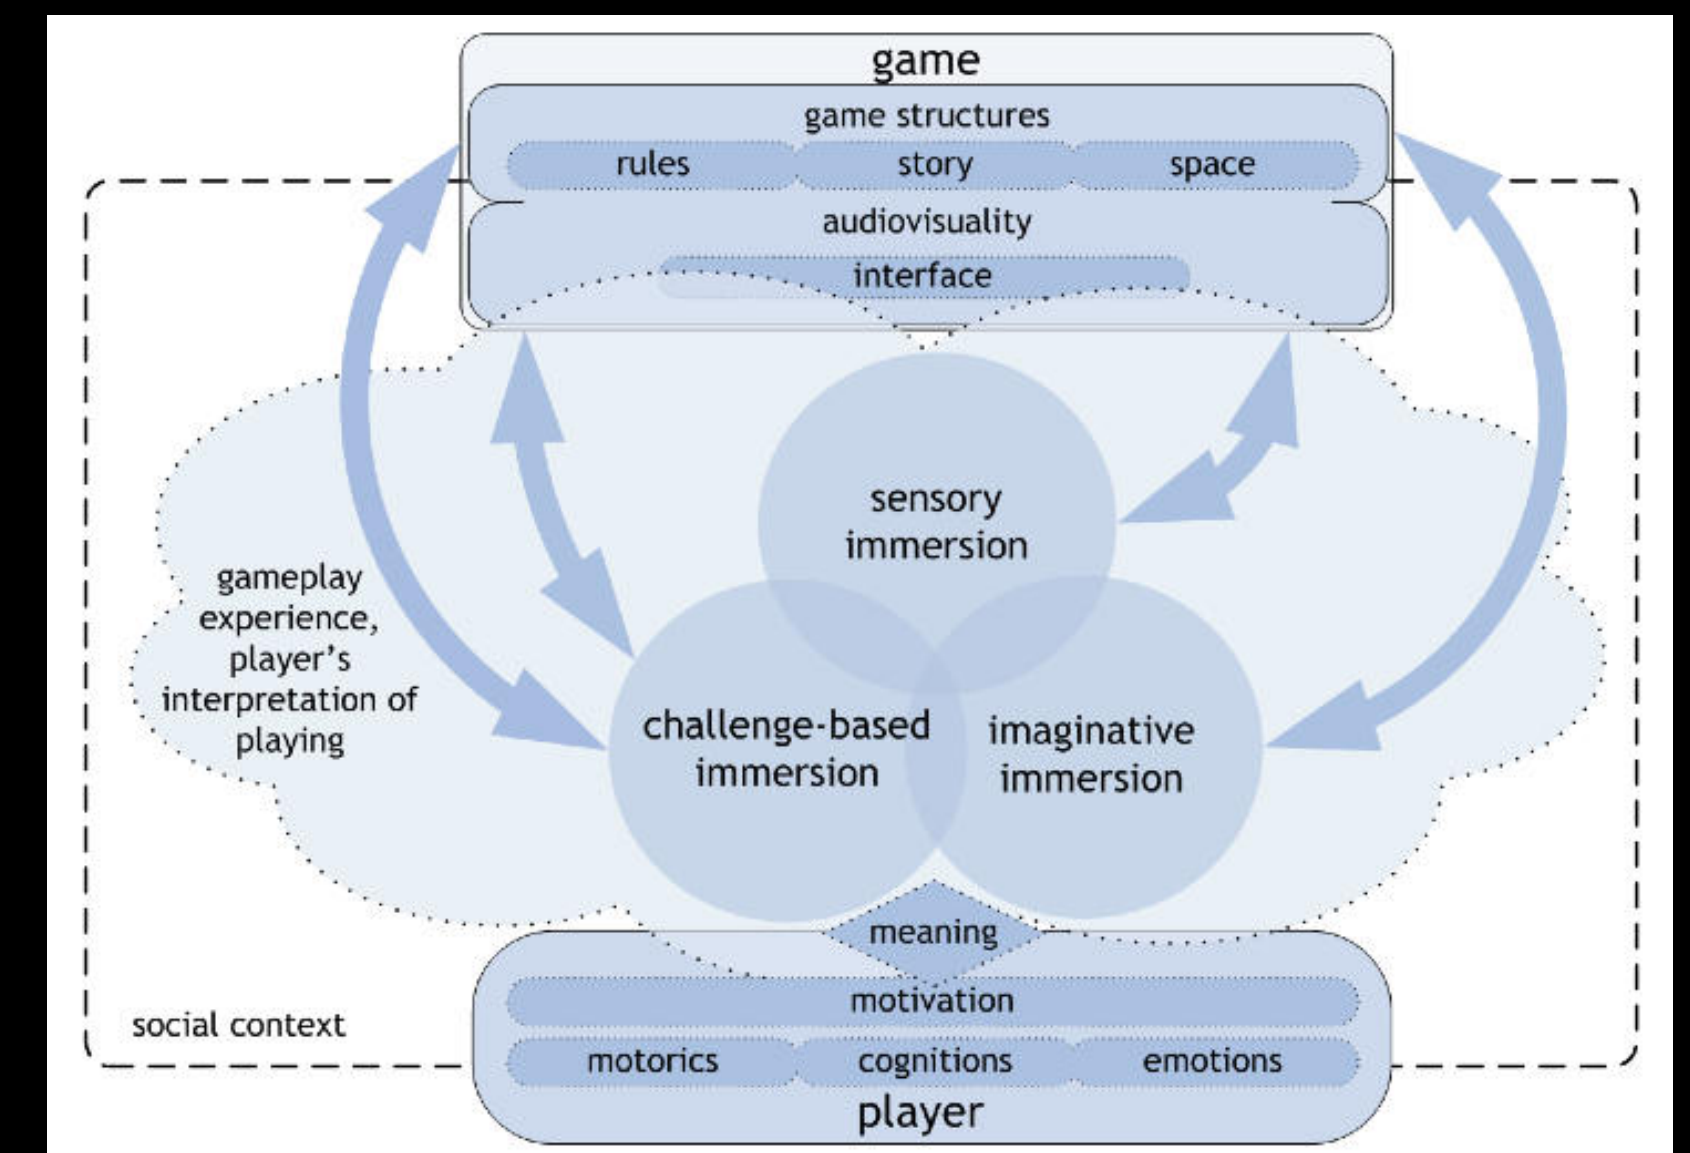 game
game structures
rules story space
audiovisuality
interface
sensory
immersion
gameplay
experience,
player's
interpretation of
playing
challenge-based
immersion
imaginative
immersion
meaning
motivation
social context
motorics cognitions emotions
player